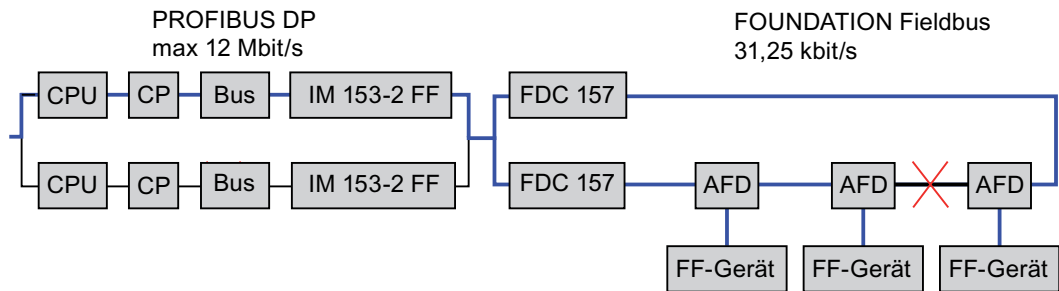 PROFIBUS DP
max 12 Mbit/s
FOUNDATION Fieldbus
31,25 kbit/s
CPU CP Bus IM 153-2 FF FDC 157
CPU CP Bus IM 153-2 FF FDC 157 AFD AFD AFD
FF-Gerät FF-Gerät FF-Gerät